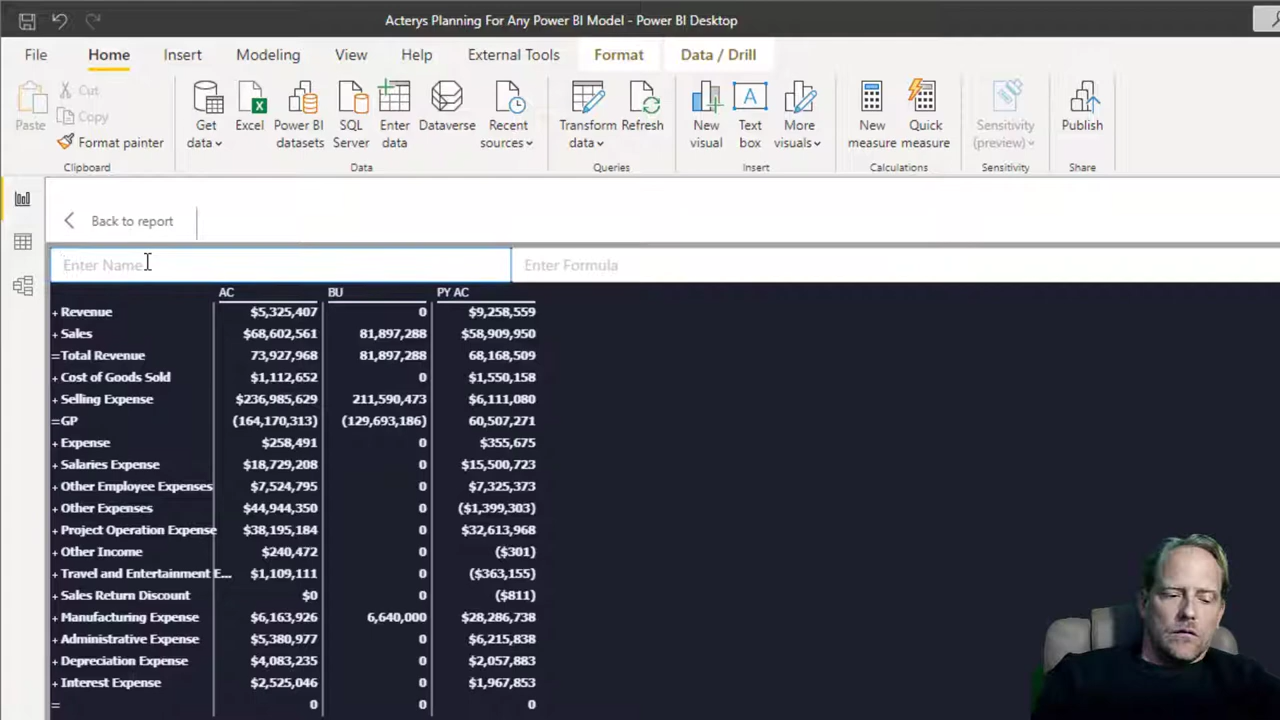 Acterys Planning For Any Power BI Model - Power BI Desktop
File Home Insert Modeling View Help External Tools Format Data / Drill
Paste
Cut
Copy
Format painter
Clipboard
Get data
Excel
Power BI datasets
SQL Server
Enter data
Dataverse
Recent sources
Data
Transform data
Refresh
Queries
New visual
Text box
More visuals
Insert
New measure
Quick measure
Calculations
Sensitivity (preview)
Sensitivity
Publish
Share
Back to report
Enter Name Enter Formula
AC BU PY AC
+ Revenue $5,325,407 0 $9,258,559
+ Sales $68,602,561 81,897,288 $58,909,950
=Total Revenue 73,927,968 81,897,288 68,168,509
+ Cost of Goods Sold $1,112,652 0 $1,550,158
+ Selling Expense $236,985,629 211,590,473 $6,111,080
=GP (164,170,313) (129,693,186) 60,507,271
+ Expense $258,491 0 $355,675
+ Salaries Expense $18,729,208 0 $15,500,723
+ Other Employee Expenses $7,524,795 0 $7,325,373
+ Other Expenses $44,944,350 0 ($1,399,303)
+ Project Operation Expense $38,195,184 0 $32,613,968
+ Other Income $240,472 0 ($301)
+ Travel and Entertainment E... $1,109,111 0 ($363,155)
+ Sales Return Discount $0 0 ($811)
+ Manufacturing Expense $6,163,926 6,640,000 $28,286,738
+ Administrative Expense $5,380,977 0 $6,215,838
+ Depreciation Expense $4,083,235 0 $2,057,883
+ Interest Expense $2,525,046 0 $1,967,853
= 0 0 0